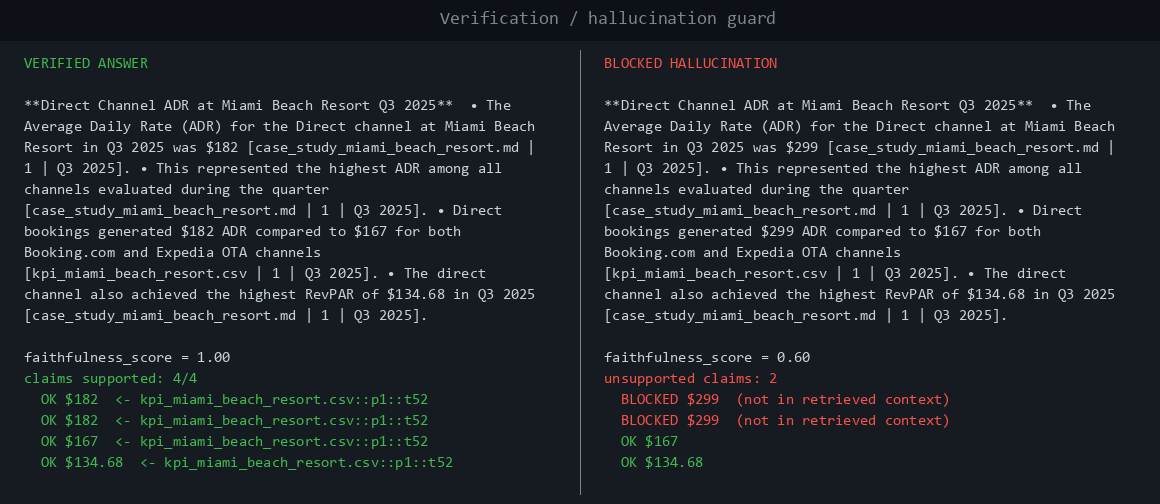 Verification / hallucination guard
VERIFIED ANSWER
**Direct Channel ADR at Miami Beach Resort Q3 2025**  • The
Average Daily Rate (ADR) for the Direct channel at Miami Beach
Resort in Q3 2025 was $182 [case_study_miami_beach_resort.md |
1 | Q3 2025]. • This represented the highest ADR among all
channels evaluated during the quarter
[case_study_miami_beach_resort.md | 1 | Q3 2025]. • Direct
bookings generated $182 ADR compared to $167 for both
Booking.com and Expedia OTA channels
[kpi_miami_beach_resort.csv | 1 | Q3 2025]. • The direct
channel also achieved the highest RevPAR of $134.68 in Q3 2025
[case_study_miami_beach_resort.md | 1 | Q3 2025].
faithfulness_score = 1.00
claims supported: 4/4
OK $182  <- kpi_miami_beach_resort.csv::p1::t52
OK $182  <- kpi_miami_beach_resort.csv::p1::t52
OK $167  <- kpi_miami_beach_resort.csv::p1::t52
OK $134.68  <- kpi_miami_beach_resort.csv::p1::t52
BLOCKED HALLUCINATION
**Direct Channel ADR at Miami Beach Resort Q3 2025**  • The
Average Daily Rate (ADR) for the Direct channel at Miami Beach
Resort in Q3 2025 was $299 [case_study_miami_beach_resort.md |
1 | Q3 2025]. • This represented the highest ADR among all
channels evaluated during the quarter
[case_study_miami_beach_resort.md | 1 | Q3 2025]. • Direct
bookings generated $299 ADR compared to $167 for both
Booking.com and Expedia OTA channels
[kpi_miami_beach_resort.csv | 1 | Q3 2025]. • The direct
channel also achieved the highest RevPAR of $134.68 in Q3 2025
[case_study_miami_beach_resort.md | 1 | Q3 2025].
faithfulness_score = 0.60
unsupported claims: 2
BLOCKED $299  (not in retrieved context)
BLOCKED $299  (not in retrieved context)
OK $167
OK $134.68